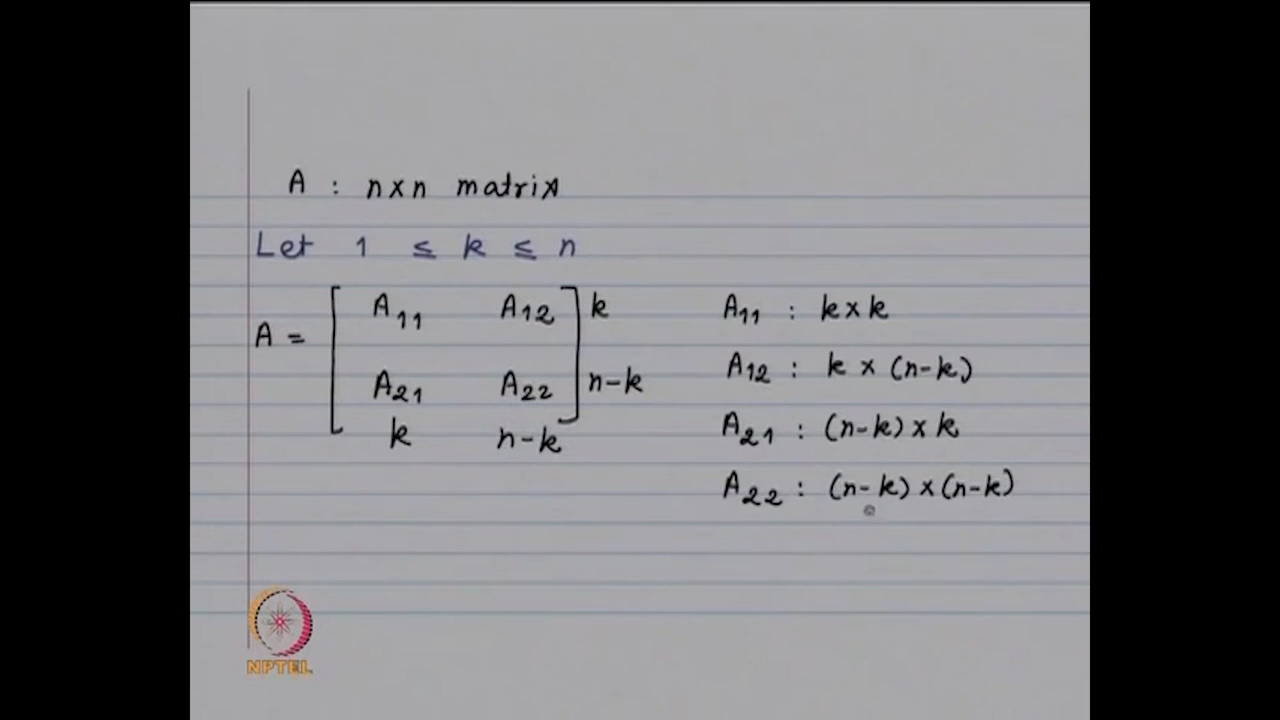 A : n×n matrix
Let 1 ≤ k ≤ n
A = [ A₁₁ A₁₂ ] k A₁₁ : k×k
A₁₂ : k × (n-k)
A₂₁ A₂₂ n-k
k n-k A₂₁ : (n-k) × k
A₂₂ : (n-k) × (n-k)
NPTEL